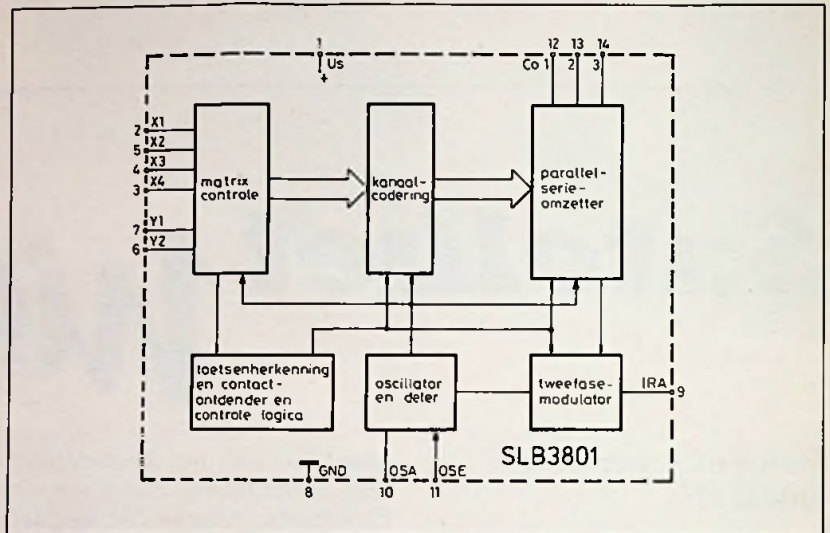 1
Us
+
12 13 14
Co 1 2 3
2 X1
5 X2
4 X3
3 X4
7 Y1
6 Y2
matrix
controle
kanaal-
codering
parallel-
serie-
omzetter
toetsenherkenning
en contact-
ontdender en
controle logica
oscillator
en deler
tweefase-
modulator
IRA
9
SLB3801
GND
8
OSA
10
OSE
11